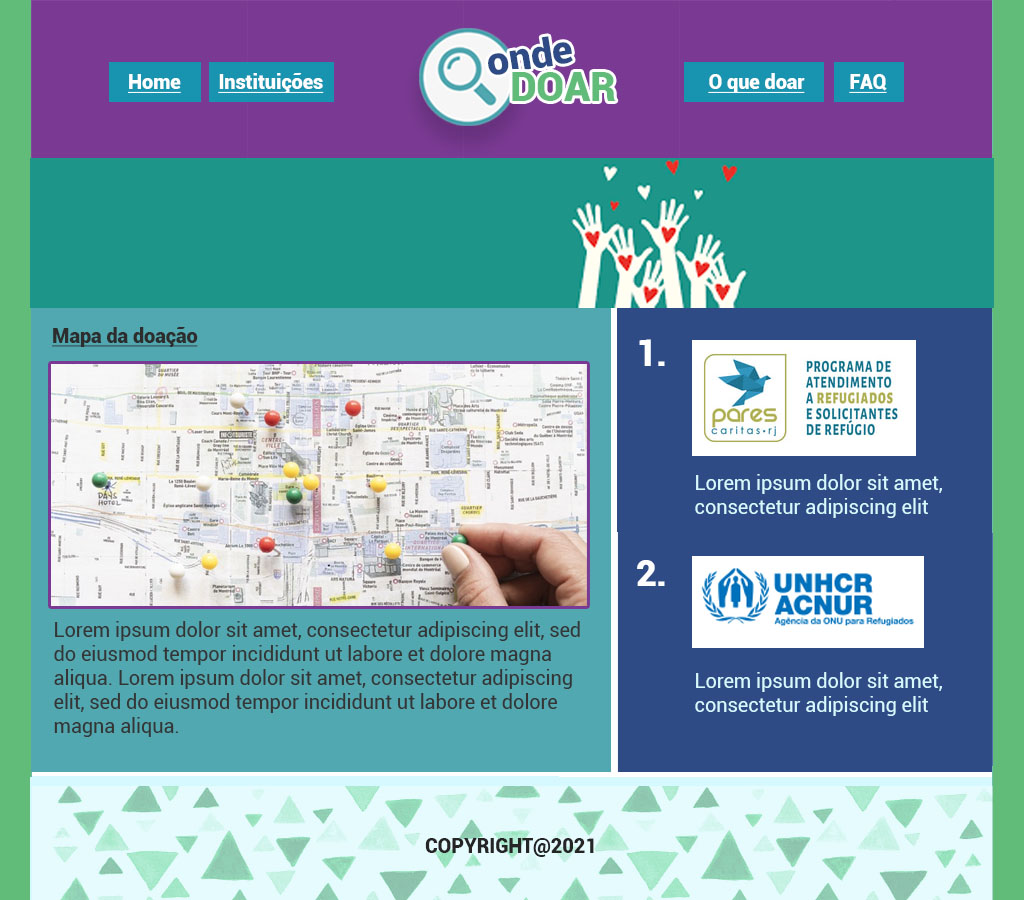 Home
Instituições
onde
DOAR
O que doar
FAQ
Mapa da doação
DAYS
HOTEL
Lorem ipsum dolor sit amet, consectetur adipiscing elit, sed
do eiusmod tempor incididunt ut labore et dolore magna
aliqua. Lorem ipsum dolor sit amet, consectetur adipiscing
elit, sed do eiusmod tempor incididunt ut labore et dolore
magna aliqua.
1.
pares
caritas•rj
PROGRAMA DE
ATENDIMENTO
A REFUGIADOS
E SOLICITANTES
DE REFÚGIO
Lorem ipsum dolor sit amet,
consectetur adipiscing elit
2.
UNHCR
ACNUR
Agência da ONU para Refugiados
Lorem ipsum dolor sit amet,
consectetur adipiscing elit
COPYRIGHT@2021